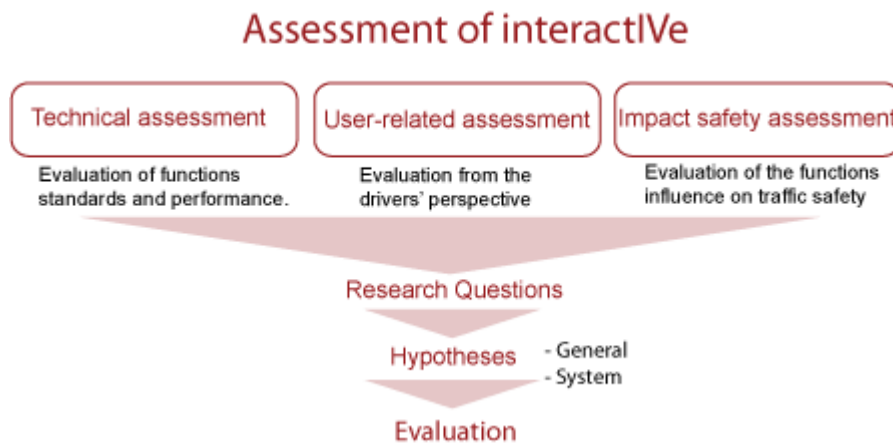 Assessment of interactIVe
Technical assessment
User-related assessment
Impact safety assessment
Evaluation of functions
standards and performance.
Evaluation from the
drivers' perspective
Evaluation of the functions
influence on traffic safety
Research Questions
Hypotheses
- General
- System
Evaluation